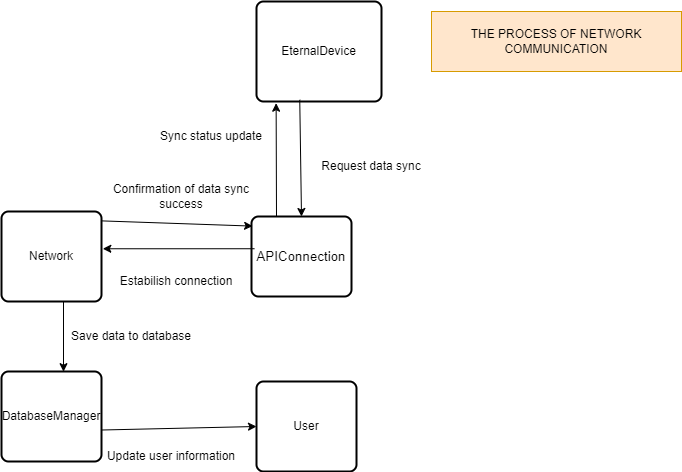 THE PROCESS OF NETWORK
COMMUNICATION
EternalDevice
Sync status update
Request data sync
Confirmation of data sync
success
Network
APIConnection
Estabilish connection
Save data to database
DatabaseManager
User
Update user information